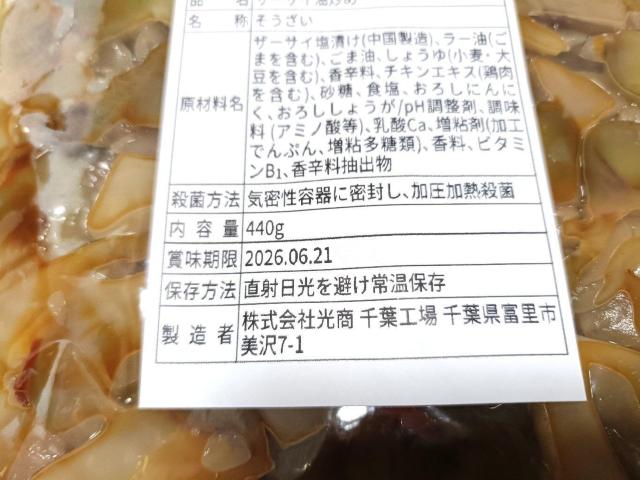 品 名 ザーサイ油炒め
名 称 そうざい
原材料名
ザーサイ塩漬け(中国製造)、ラー油(ご
まを含む)、ごま油、しょうゆ(小麦・大
豆を含む)、香辛料、チキンエキス(鶏肉
を含む)、砂糖、食塩、おろしにんに
く、おろししょうが/pH調整剤、調味
料(アミノ酸等)、乳酸Ca、増粘剤(加工
でんぷん、増粘多糖類)、香料、ビタミ
ンB₁、香辛料抽出物
殺菌方法 気密性容器に密封し、加圧加熱殺菌
内容量 440g
賞味期限 2026.06.21
保存方法 直射日光を避け常温保存
製造者 株式会社光商 千葉工場 千葉県富里市
美沢7-1